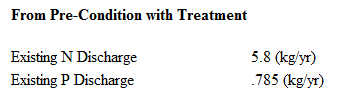 From Pre-Condition with Treatment
Existing N Discharge 5.8 (kg/yr)
Existing P Discharge .785 (kg/yr)